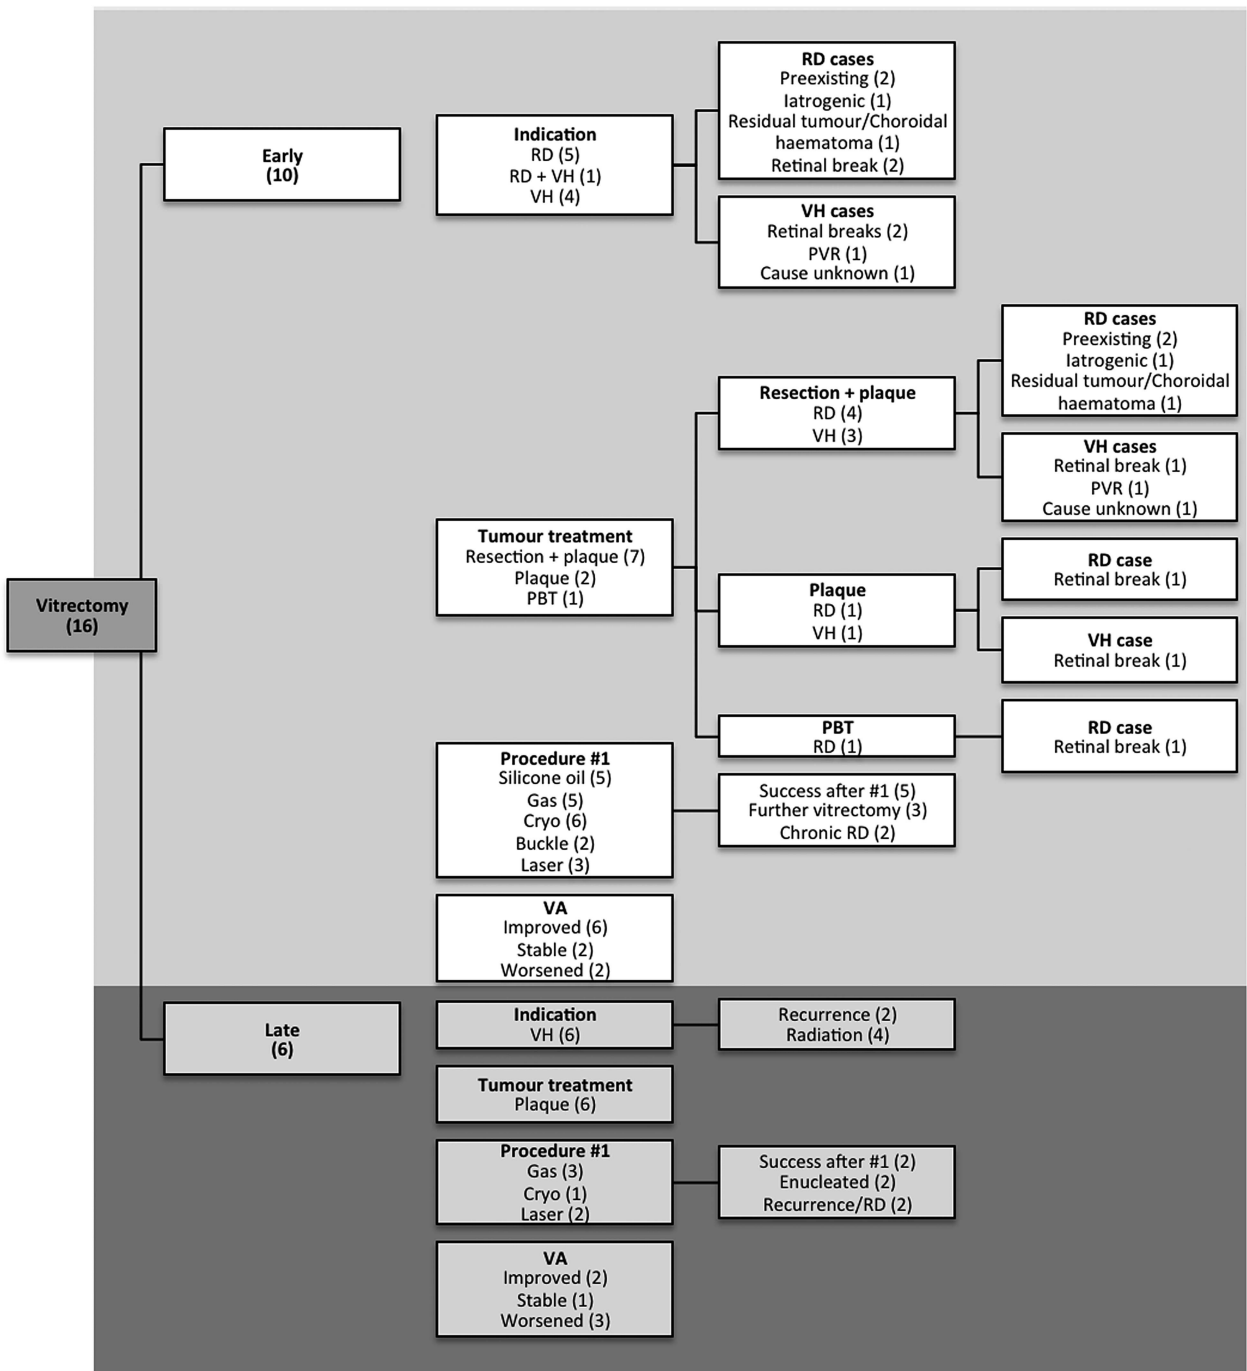 Vitrectomy
(16)
Early
(10)
Indication
RD (5)
RD + VH (1)
VH (4)
RD cases
Preexisting (2)
Iatrogenic (1)
Residual tumour/Choroidal
haematoma (1)
Retinal break (2)
VH cases
Retinal breaks (2)
PVR (1)
Cause unknown (1)
Tumour treatment
Resection + plaque (7)
Plaque (2)
PBT (1)
Resection + plaque
RD (4)
VH (3)
RD cases
Preexisting (2)
Iatrogenic (1)
Residual tumour/Choroidal
haematoma (1)
VH cases
Retinal break (1)
PVR (1)
Cause unknown (1)
Plaque
RD (1)
VH (1)
RD case
Retinal break (1)
VH case
Retinal break (1)
PBT
RD (1)
RD case
Retinal break (1)
Procedure #1
Silicone oil (5)
Gas (5)
Cryo (6)
Buckle (2)
Laser (3)
Success after #1 (5)
Further vitrectomy (3)
Chronic RD (2)
VA
Improved (6)
Stable (2)
Worsened (2)
Late
(6)
Indication
VH (6)
Recurrence (2)
Radiation (4)
Tumour treatment
Plaque (6)
Procedure #1
Gas (3)
Cryo (1)
Laser (2)
Success after #1 (2)
Enucleated (2)
Recurrence/RD (2)
VA
Improved (2)
Stable (1)
Worsened (3)